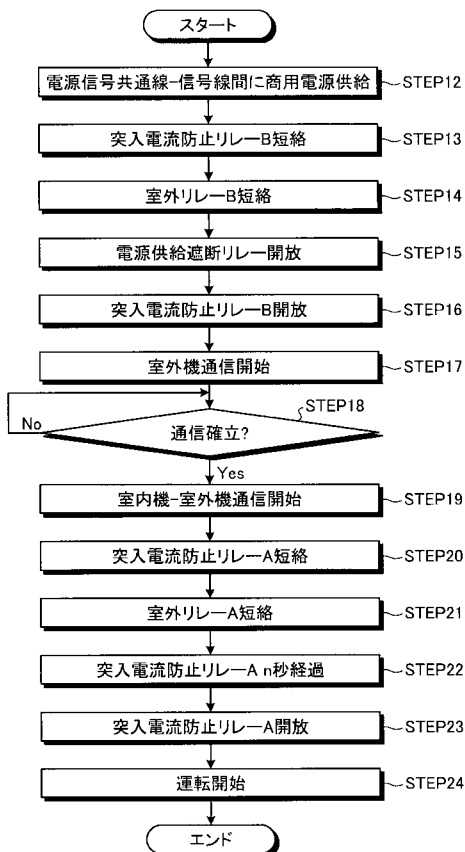 スタート
電源信号共通線-信号線間に商用電源供給
STEP12
突入電流防止リレーB短絡
STEP13
室外リレーB短絡
STEP14
電源供給遮断リレー開放
STEP15
突入電流防止リレーB開放
STEP16
室外機通信開始
STEP17
STEP18
通信確立?
No
Yes
室内機-室外機通信開始
STEP19
突入電流防止リレーA短絡
STEP20
室外リレーA短絡
STEP21
突入電流防止リレーA n秒経過
STEP22
突入電流防止リレーA開放
STEP23
運転開始
STEP24
エンド